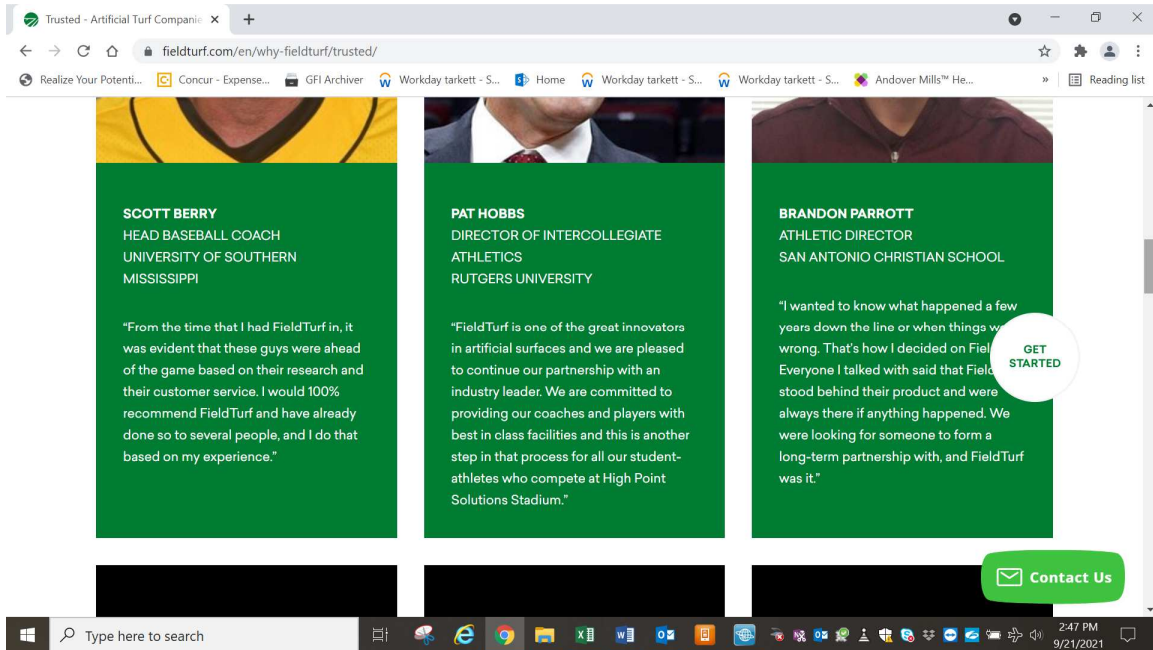 Trusted - Artificial Turf Companie
fieldturf.com/en/why-fieldturf/trusted/
Realize Your Potenti...
Concur - Expense...
GFI Archiver
Workday tarkett - S...
Home
Workday tarkett - S...
Workday tarkett - S...
Andover Mills™ He...
»
Reading list
SCOTT BERRY
HEAD BASEBALL COACH
UNIVERSITY OF SOUTHERN
MISSISSIPPI
“From the time that I had FieldTurf in, it
was evident that these guys were ahead
of the game based on their research and
their customer service. I would 100%
recommend FieldTurf and have already
done so to several people, and I do that
based on my experience.”
PAT HOBBS
DIRECTOR OF INTERCOLLEGIATE
ATHLETICS
RUTGERS UNIVERSITY
“FieldTurf is one of the great innovators
in artificial surfaces and we are pleased
to continue our partnership with an
industry leader. We are committed to
providing our coaches and players with
best in class facilities and this is another
step in that process for all our student-
athletes who compete at High Point
Solutions Stadium.”
BRANDON PARROTT
ATHLETIC DIRECTOR
SAN ANTONIO CHRISTIAN SCHOOL
“I wanted to know what happened a few
years down the line or when things
wrong. That's how I decided on
Everyone I talked with said that
stood behind their product and were
always there if anything happened. We
were looking for someone to form a
long-term partnership with, and FieldTurf
was it.”
GET
STARTED
Contact Us
Type here to search
2:47 PM
9/21/2021